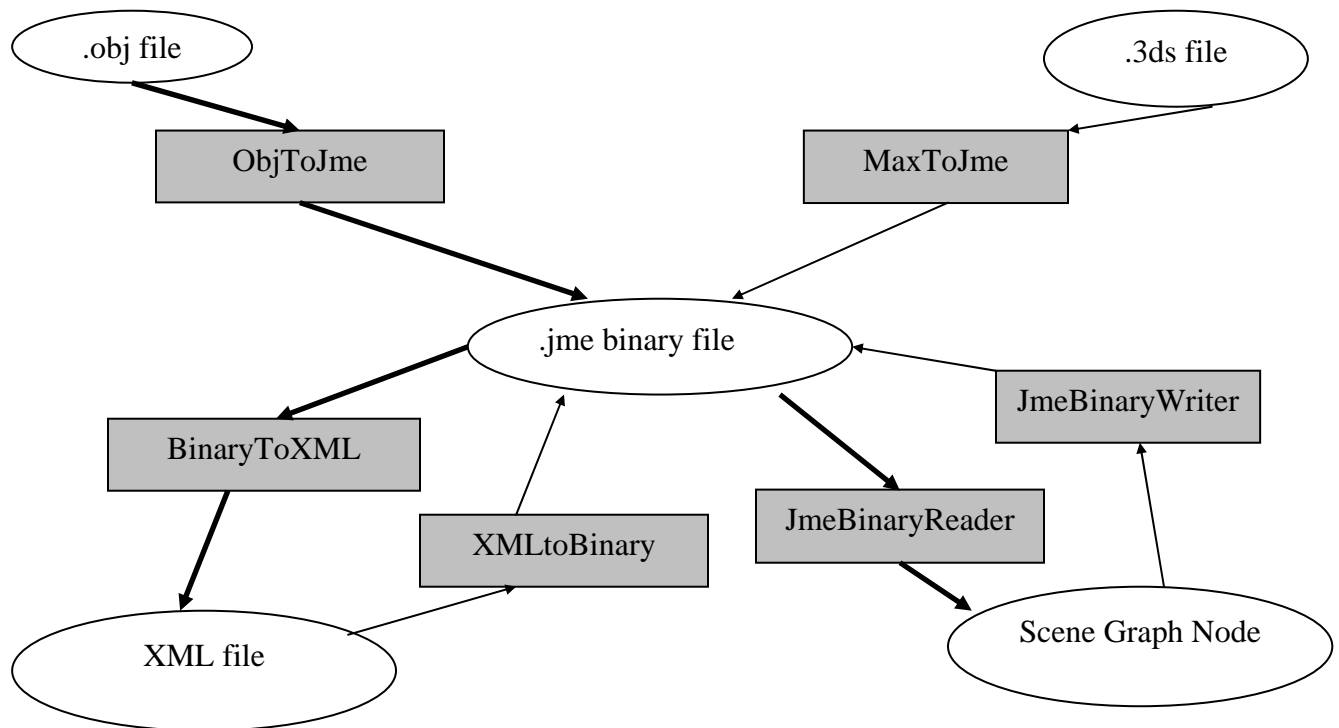 .obj file
.3ds file
ObjToJme
MaxToJme
.jme binary file
JmeBinaryWriter
BinaryToXML
JmeBinaryReader
XMLtoBinary
Scene Graph Node
XML file